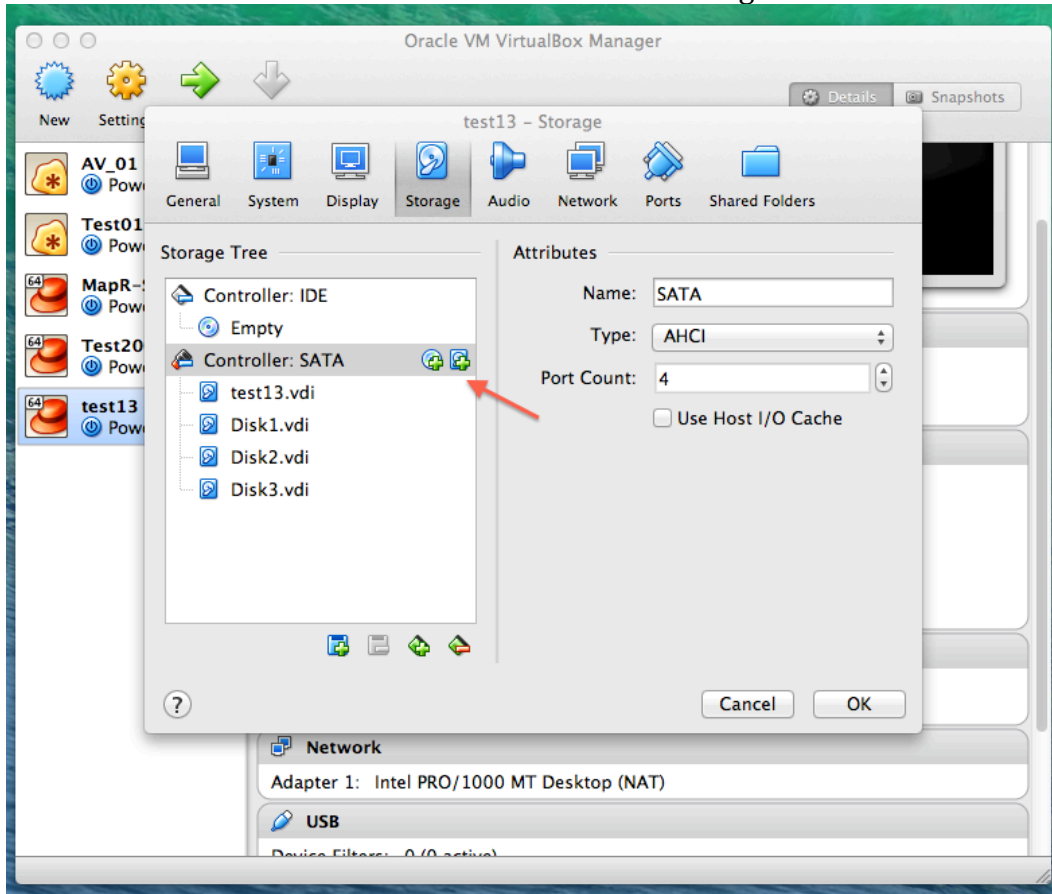 Oracle VM VirtualBox Manager
New
Details
Snapshots
test13 – Storage
General System Display Storage Audio Network Ports Shared Folders
AV_01
Test01
64
64
Test20
64
test13
Storage Tree
Attributes
Controller: IDE
Empty
Controller: SATA
test13.vdi
Disk1.vdi
Disk2.vdi
Disk3.vdi
Name: SATA
Type: AHCI
Port Count: 4
Use Host I/O Cache
?
Cancel OK
Network
Adapter 1: Intel PRO/1000 MT Desktop (NAT)
USB